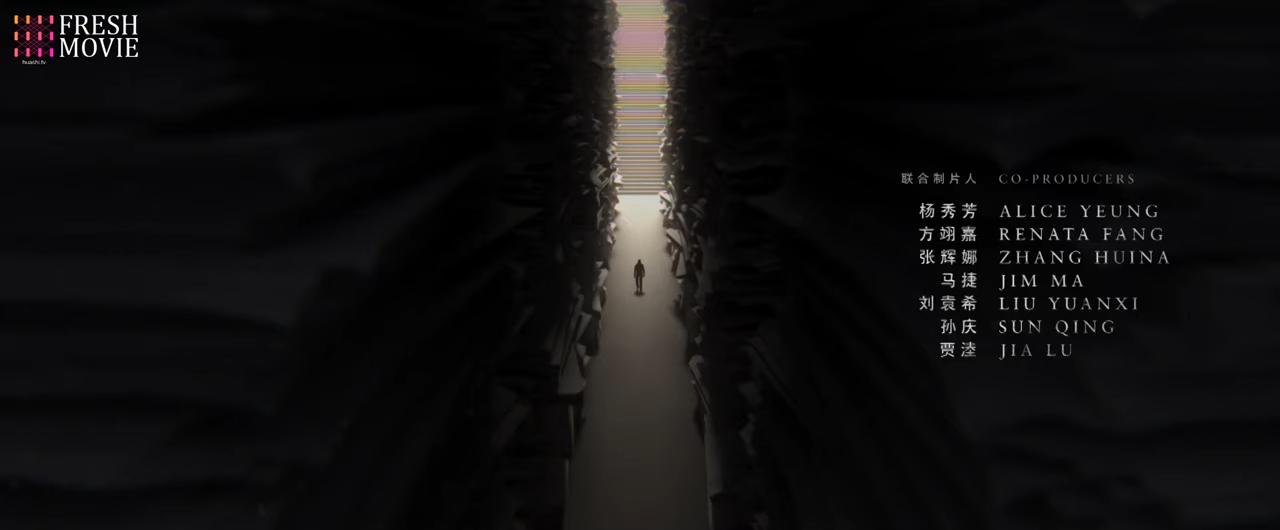 FRESH
MOVIE
huashi.tv
联合制片人 CO-PRODUCERS
杨秀芳 ALICE YEUNG
方翊嘉 RENATA FANG
张辉娜 ZHANG HUINA
马捷 JIM MA
刘袁希 LIU YUANXI
孙庆 SUN QING
贾淕 JIA LU